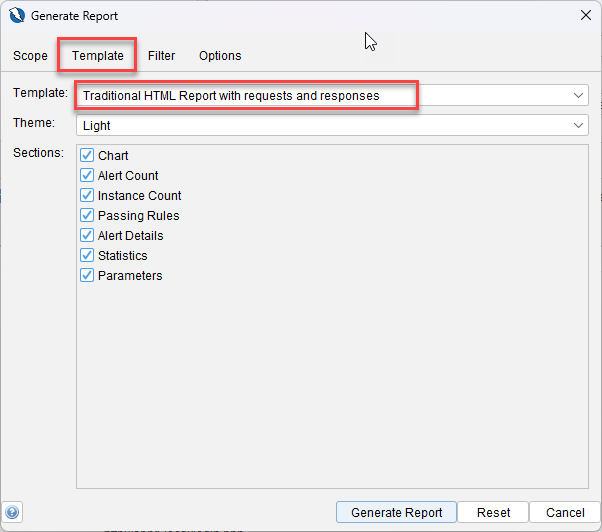 Generate Report
Scope Template Filter Options
Template: Traditional HTML Report with requests and responses
Theme: Light
Sections: Chart
Alert Count
Instance Count
Passing Rules
Alert Details
Statistics
Parameters
Generate Report Reset Cancel